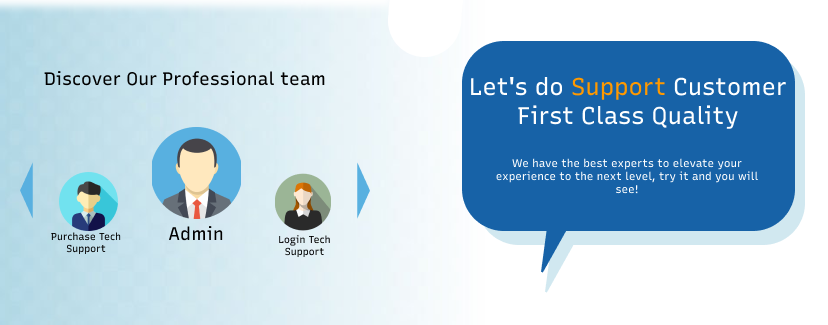 Discover Our Professional team
Purchase Tech
Support
Admin
Login Tech
Support
Let's do Support Customer
First Class Quality
We have the best experts to elevate your
experience to the next level, try it and you will
see!